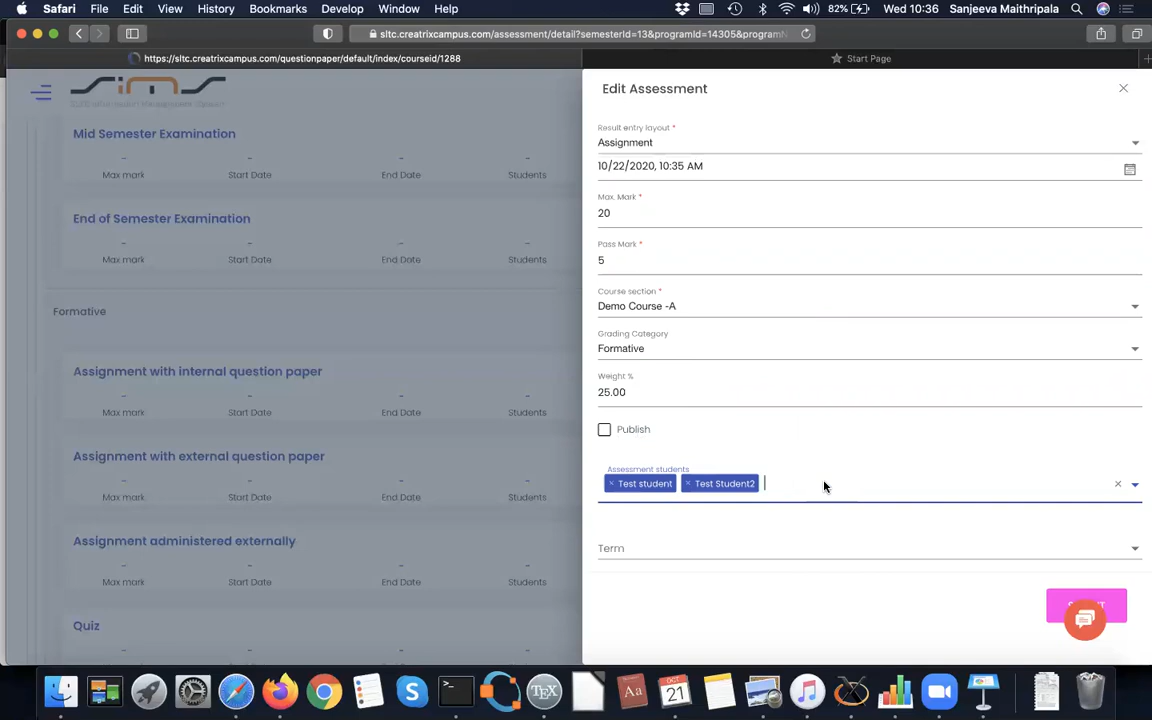 Safari File Edit View History Bookmarks Develop Window Help 82% Wed 10:36 Sanjeeva Maithripala
sltc.creatrixcampus.com/assessment/detail?semesterId=13&programId=14305&program
https://sltc.creatrixcampus.com/questionpaper/default/index/courseid/1288
Start Page
sims
Mid Semester Examination
- - - -
Max mark Start Date End Date Students
End of Semester Examination
- - - -
Max mark Start Date End Date Students
Formative
Assignment with internal question paper
- - - -
Max mark Start Date End Date Students
Assignment with external question paper
- - - -
Max mark Start Date End Date Students
Assignment administered externally
- - - -
Max mark Start Date End Date Students
Quiz
Edit Assessment
Result entry layout *
Assignment
10/22/2020, 10:35 AM
Max. Mark *
20
Pass Mark *
5
Course section *
Demo Course -A
Grading Category
Formative
Weight %
25.00
Publish
Assessment students
× Test student × Test Student2
Term
OCT
21
TEX
Aa